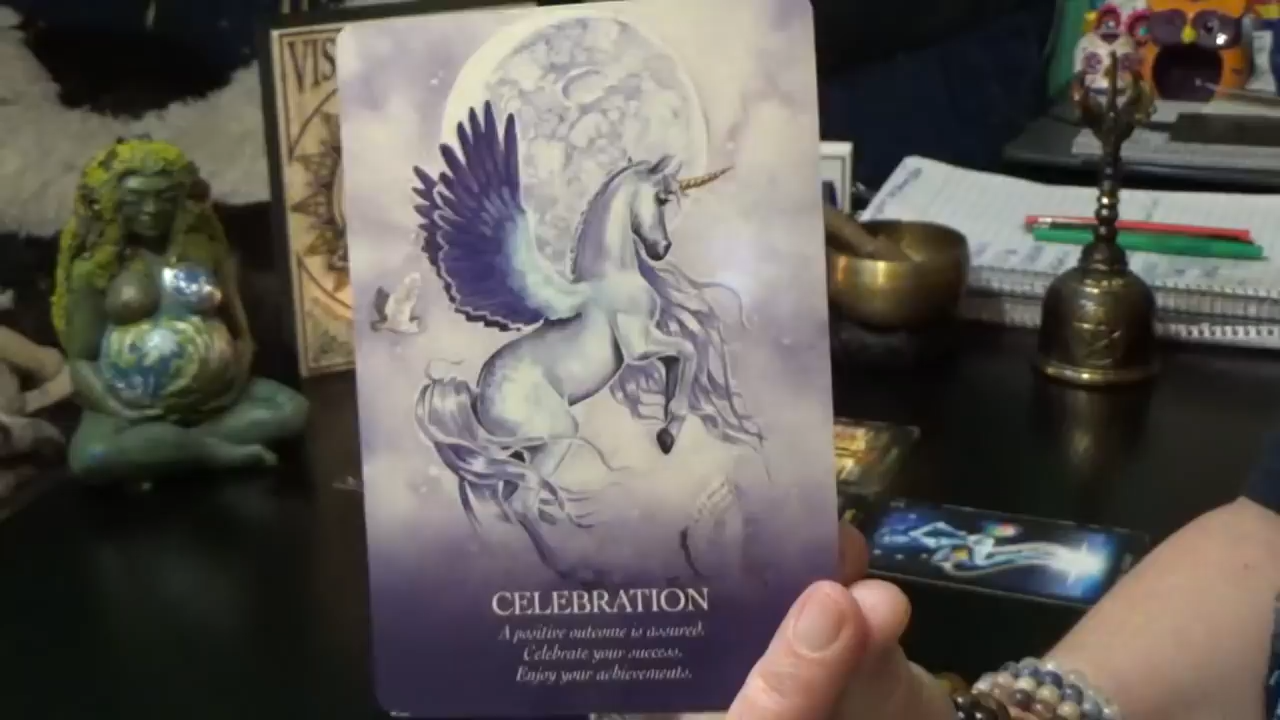 VIS
CELEBRATION
A positive outcome is assured.
Celebrate your success.
Enjoy your achievements.